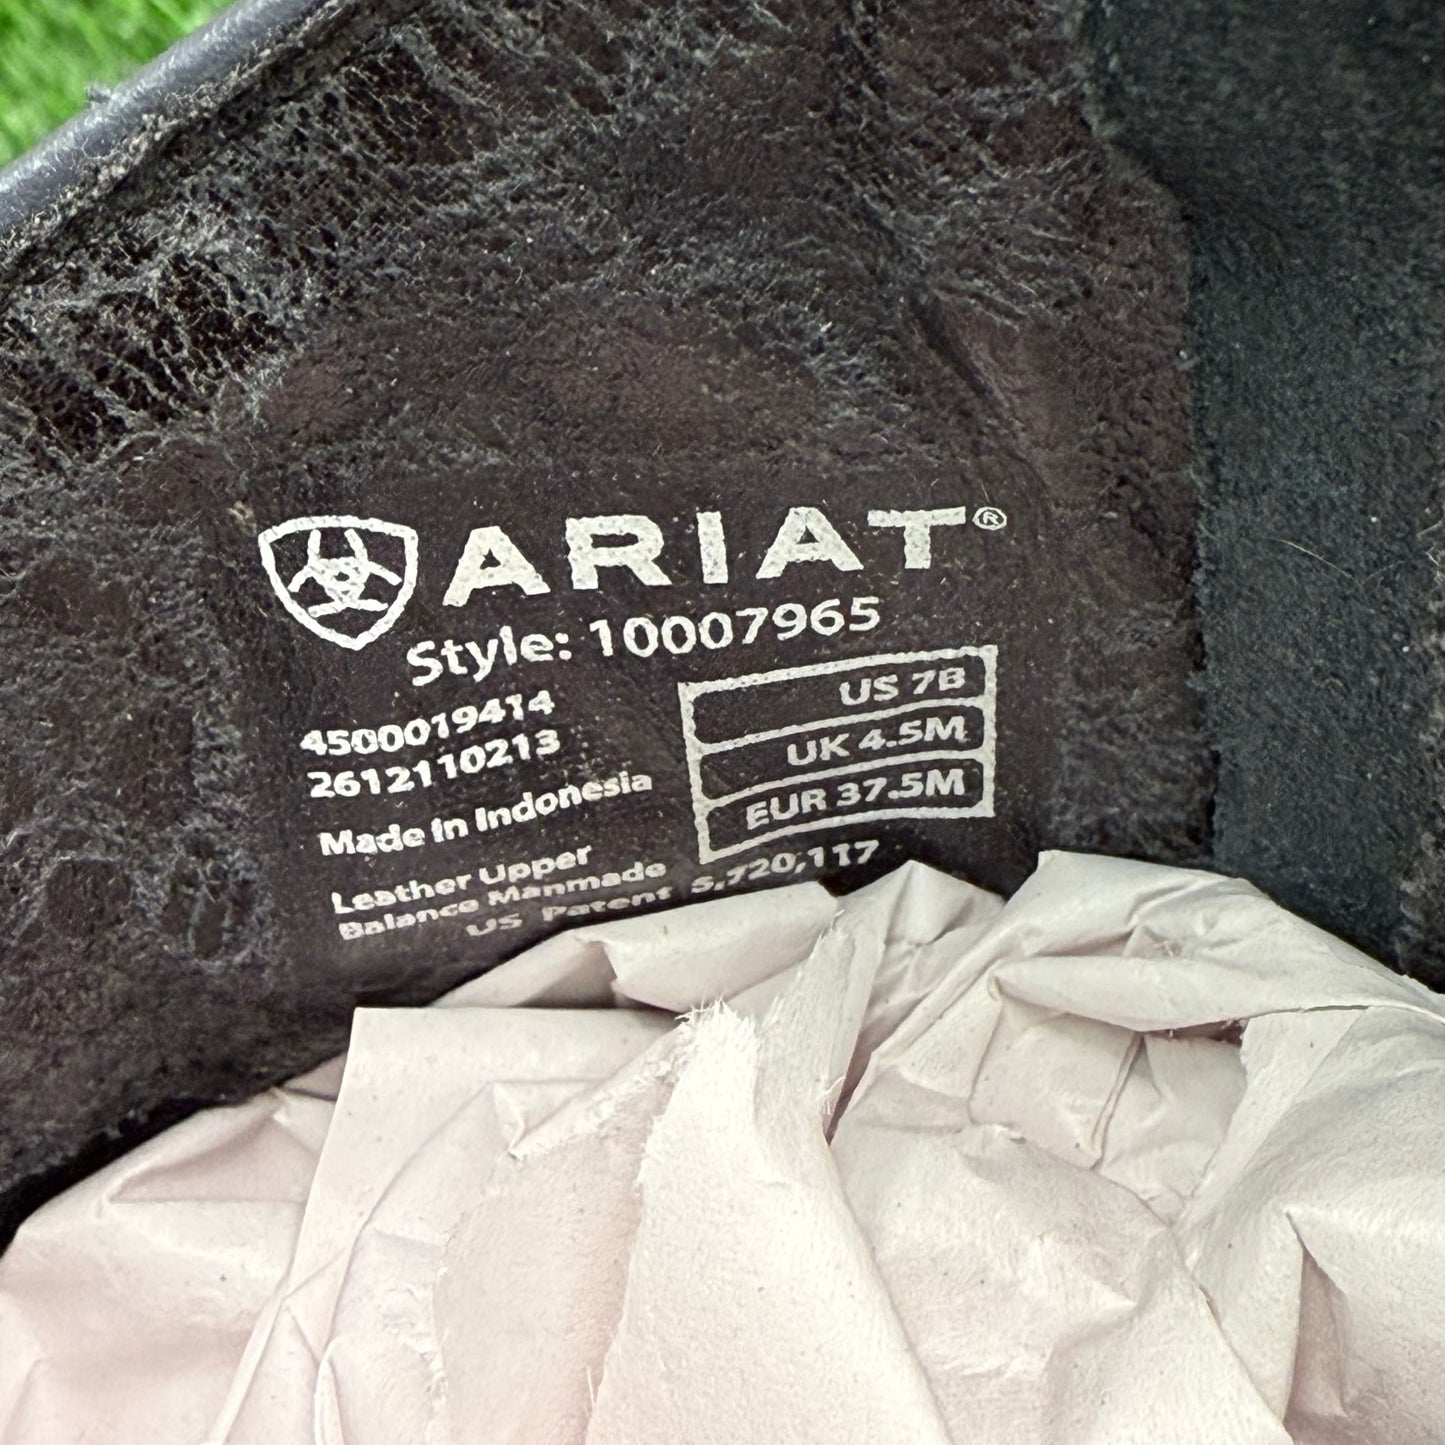 ARIAT®
Style: 10007965
4500019414
2612110213
Made in Indonesia
Leather Upper
Balance Manmade
US Patent 5,720,117
US 7B
UK 4.5M
EUR 37.5M